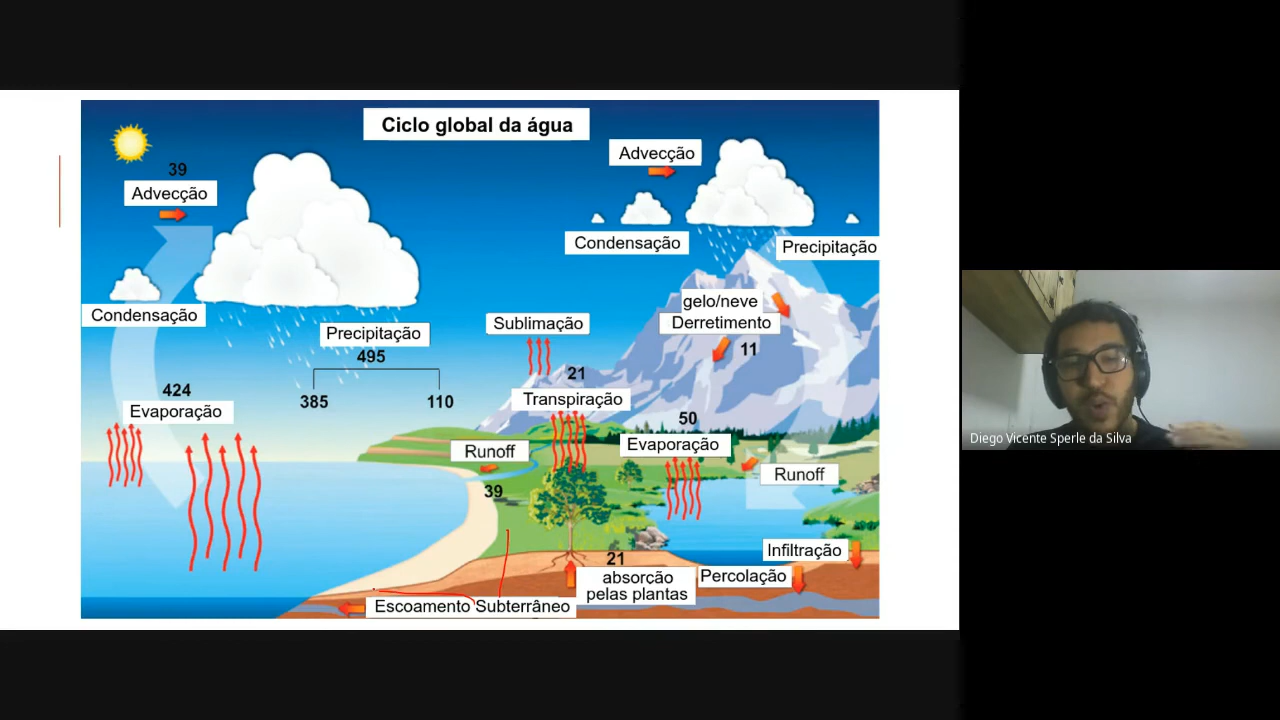 Ciclo global da água
39
Advecção
Advecção
Condensação
Precipitação
Condensação
gelo/neve
Derretimento
11
Sublimação
Precipitação
495
385
110
424
Evaporação
21
Transpiração
50
Evaporação
Runoff
39
Runoff
Infiltração
21
absorção
pelas plantas
Percolação
Escoamento Subterrâneo
Diego Vicente Sperle da Silva